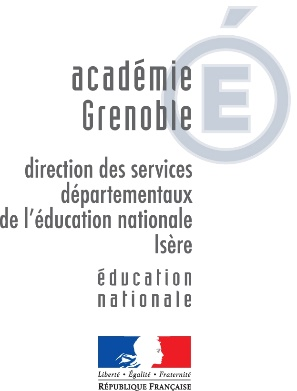 académie
Grenoble
É
direction des services
départementaux
de l'éducation nationale
Isère
éducation
nationale
Liberté • Égalité • Fraternité
RÉPUBLIQUE FRANÇAISE